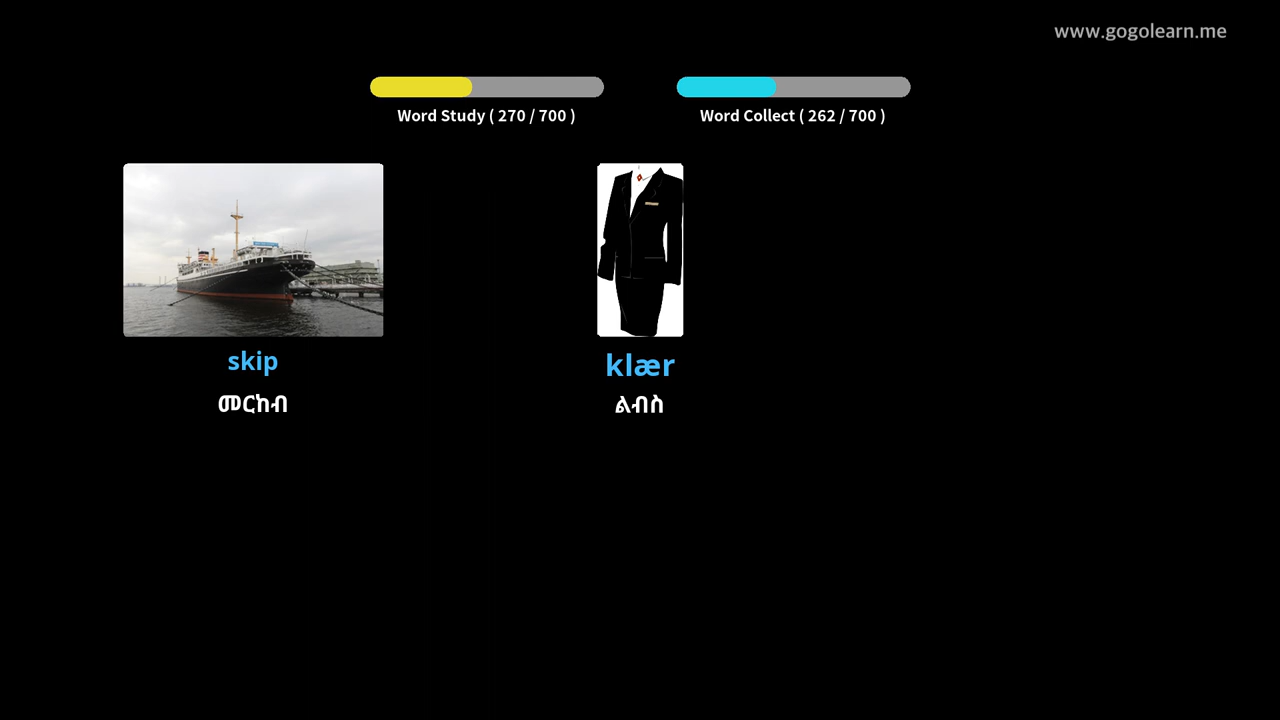 www.gogolearn.me
Word Study ( 270 / 700 )
Word Collect ( 262 / 700 )
skip
klær
መርከብ
ልብስ